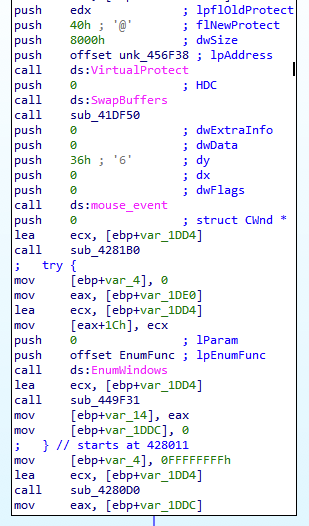 push edx ; lpflOldProtect
push 40h ; '@' ; flNewProtect
push 8000h ; dwSize
push offset unk_456F38 ; lpAddress
call ds:VirtualProtect
push 0 ; HDC
call ds:SwapBuffers
call sub_41DF50
push 0 ; dwExtraInfo
push 0 ; dwData
push 36h ; '6' ; dy
push 0 ; dx
push 0 ; dwFlags
call ds:mouse_event
push 0 ; struct CWnd *
lea ecx, [ebp+var_1DD4]
call sub_4281B0
; try {
mov [ebp+var_4], 0
mov eax, [ebp+var_1DE0]
lea ecx, [ebp+var_1DD4]
mov [eax+1Ch], ecx
push 0 ; lParam
push offset EnumFunc ; lpEnumFunc
call ds:EnumWindows
lea ecx, [ebp+var_1DD4]
call sub_449F31
mov [ebp+var_14], eax
mov [ebp+var_1DDC], 0
; } // starts at 428011
mov [ebp+var_4], 0FFFFFFFFh
lea ecx, [ebp+var_1DD4]
call sub_4280D0
mov eax, [ebp+var_1DDC]